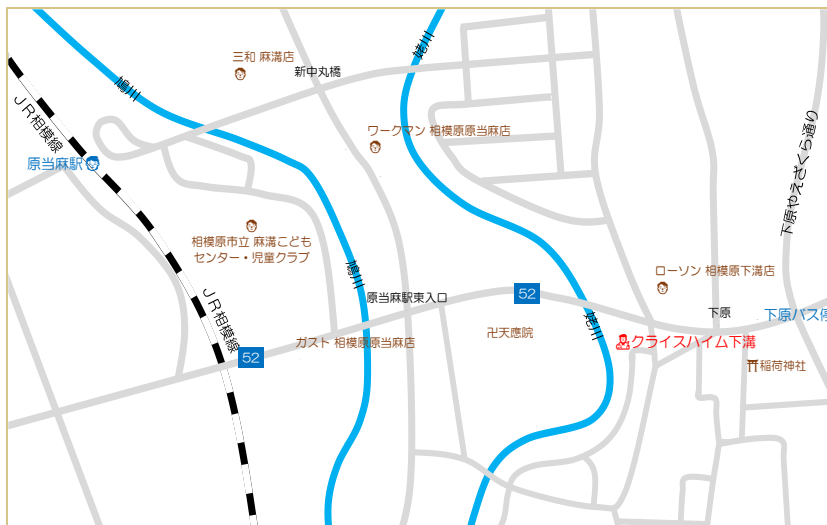 三和 麻溝店
新中丸橋
姥川
鳩川
JR相模線
原当麻駅
ワークマン 相模原原当麻店
下原やえざくら通り
相模原市立 麻溝こども
センター・児童クラブ
鳩川
原当麻駅東入口
52
ローソン 相模原下溝店
下原
下原バス停
JR相模線
52
ガスト 相模原原当麻店
卍天應院
姥川
クライスハイム下溝
稲荷神社